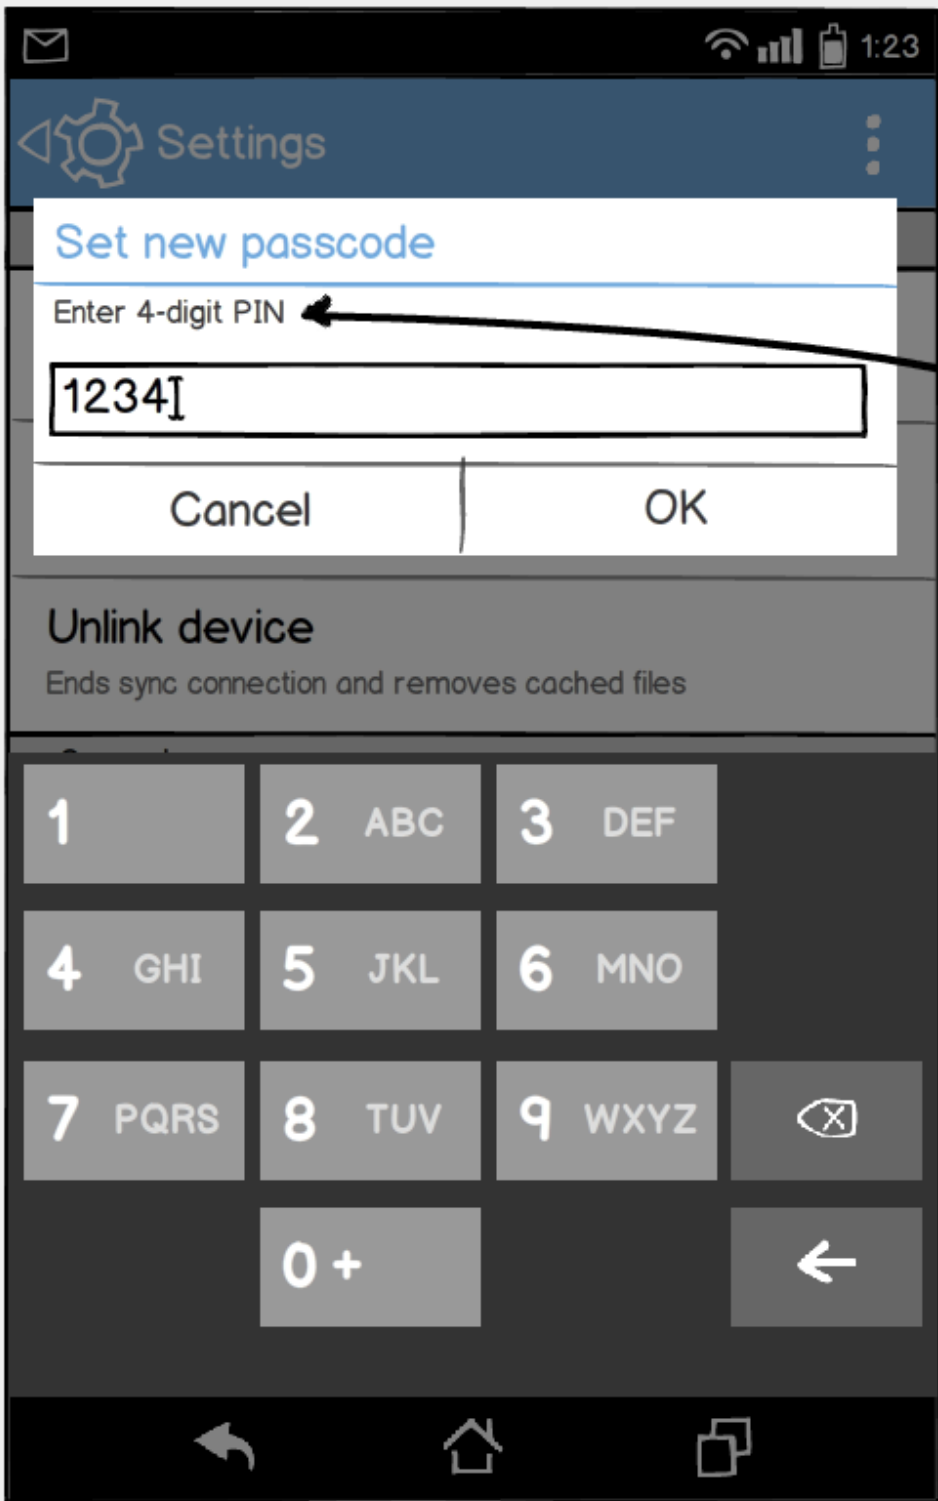 1:23
Settings
Set new passcode
Enter 4-digit PIN
1234
Cancel OK
Unlink device
Ends sync connection and removes cached files
1 2 ABC 3 DEF
4 GHI 5 JKL 6 MNO
7 PQRS 8 TUV 9 WXYZ
0 +